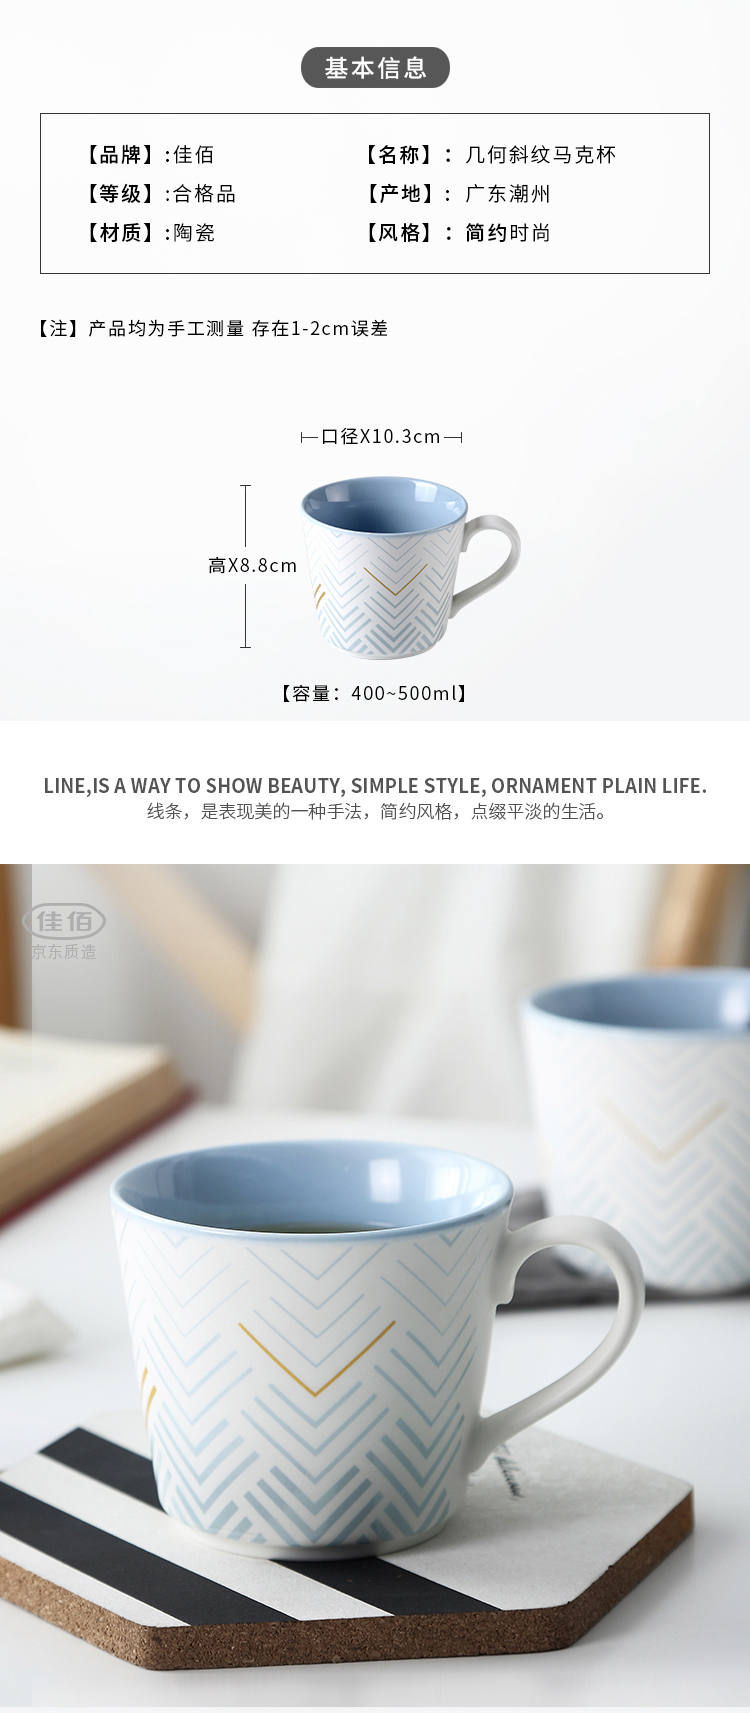 基本信息
【品牌】:佳佰
【名称】：几何斜纹马克杯
【等级】:合格品
【产地】：广东潮州
【材质】:陶瓷
【风格】：简约时尚
【注】产品均为手工测量 存在1-2cm误差
口径X10.3cm
高X8.8cm
【容量：400~500ml】
LINE,IS A WAY TO SHOW BEAUTY, SIMPLE STYLE, ORNAMENT PLAIN LIFE.
线条，是表现美的一种手法，简约风格，点缀平淡的生活。
佳佰
京东质造